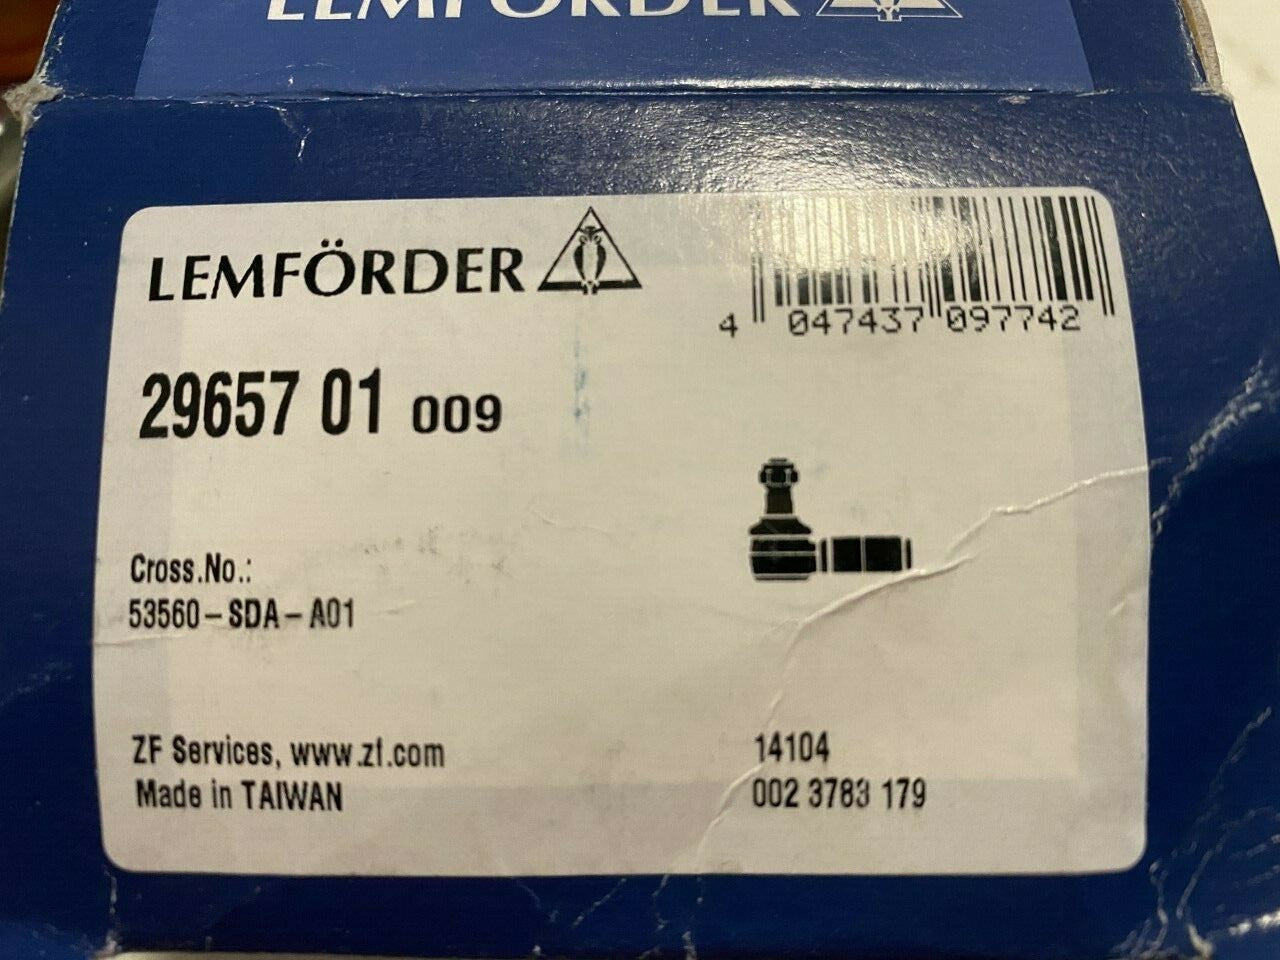 LEMFÖRDER
LEMFÖRDER
4 047437 097742
29657 01 009
Cross.No.:
53560-SDA-A01
ZF Services, www.zf.com
Made in TAIWAN
14104
002 3783 179